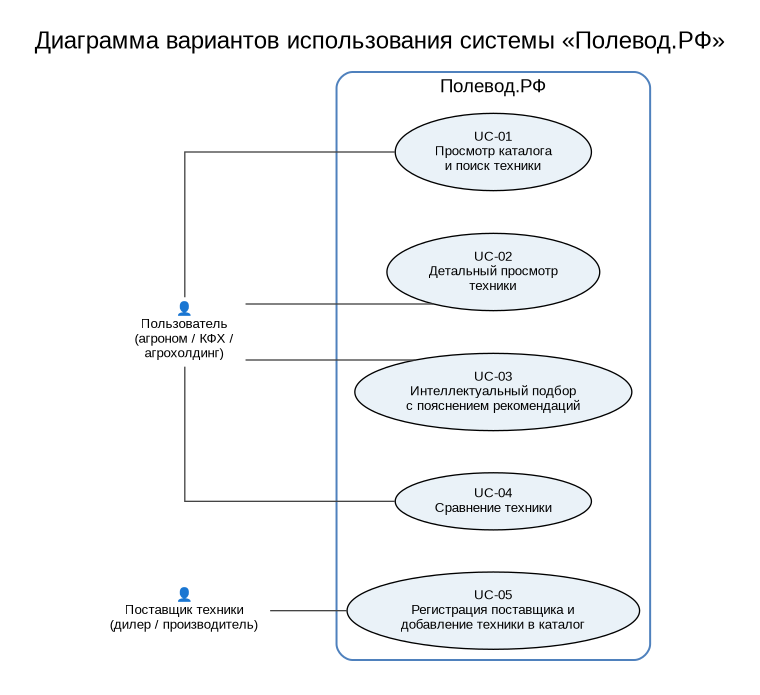 Диаграмма вариантов использования системы «Полевод.РФ»
Полевод.РФ
UC-01
Просмотр каталога
и поиск техники
UC-02
Детальный просмотр
техники
Пользователь
(агроном / КФХ /
агрохолдинг)
UC-03
Интеллектуальный подбор
с пояснением рекомендаций
UC-04
Сравнение техники
Поставщик техники
(дилер / производитель)
UC-05
Регистрация поставщика и
добавление техники в каталог